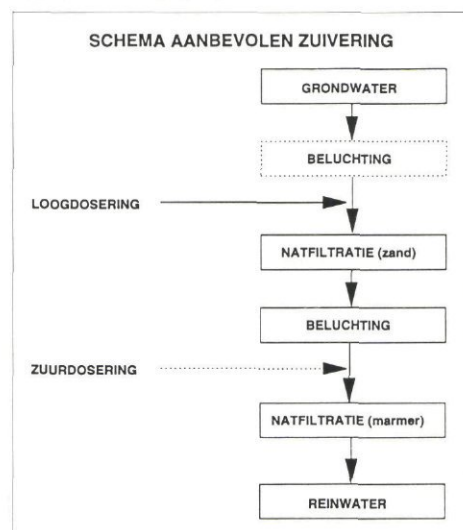 SCHEMA AANBEVOLEN ZUIVERING
GRONDWATER
BELUCHTING
LOOGDOSERING
NATFILTRATIE (zand)
BELUCHTING
ZUURDOSERING
NATFILTRATIE (marmer)
REINWATER